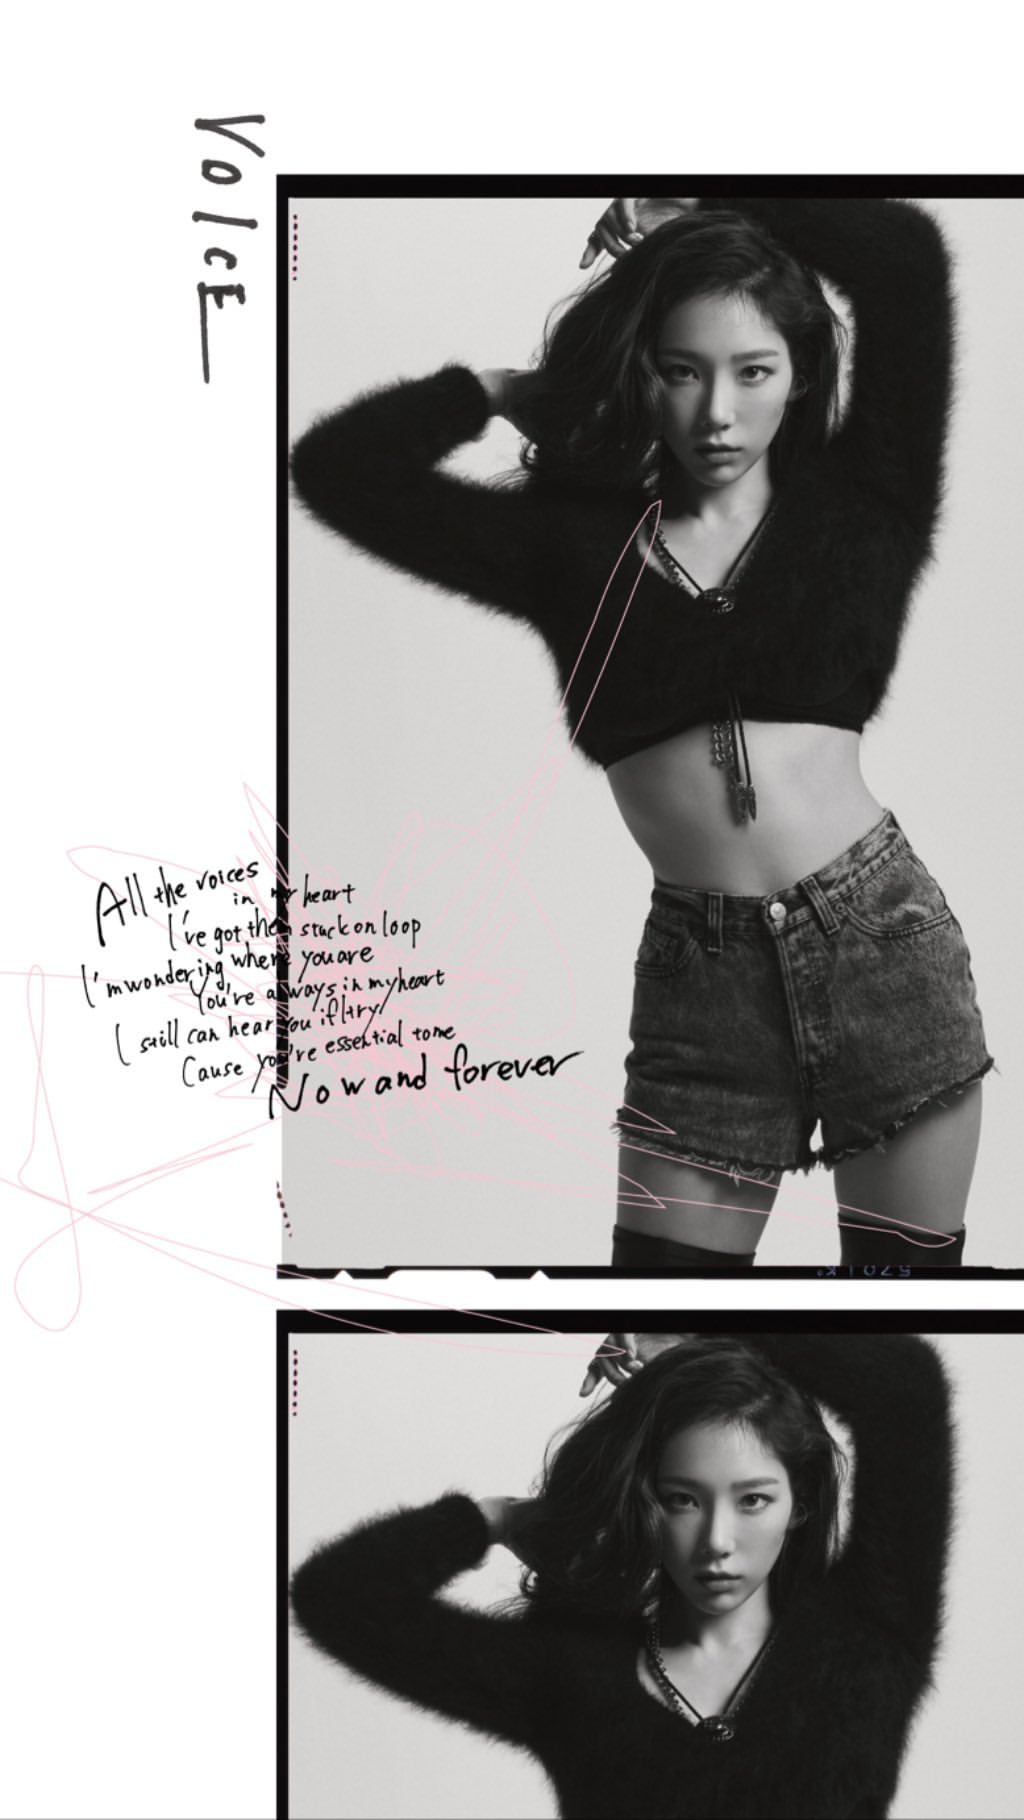 VOIcE
All the voices
in my heart
I've got them stuck on loop
I'm wondering where you are
You're always in my heart
I still can hear you if I try
Cause you're essential to me
Now and forever